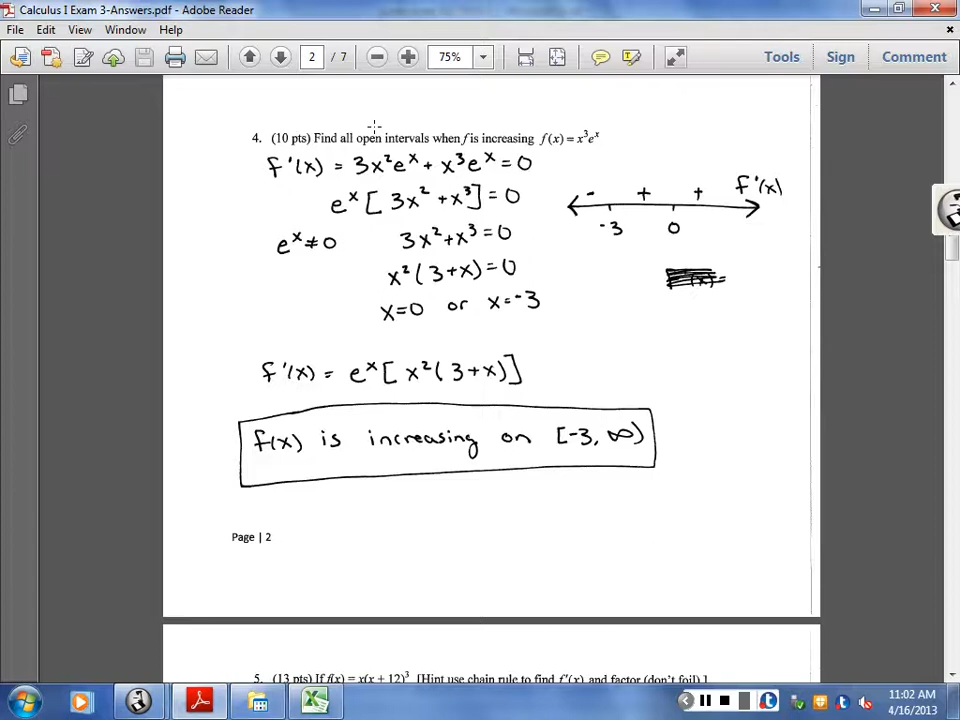 Calculus I Exam 3-Answers.pdf - Adobe Reader
File Edit View Window Help
2 / 7 75% Tools Sign Comment
4. (10 pts) Find all open intervals when f is increasing f(x) = x³eˣ
f'(x) = 3x²eˣ + x³eˣ = 0
eˣ[3x² + x³] = 0
eˣ ≠ 0 3x² + x³ = 0
x²(3+x) = 0
x=0 or x=-3
- + + f'(x)
-3 0
f'(x) = eˣ[x²(3+x)]
f(x) is increasing on [-3, ∞)
Page | 2
5. (13 pts) If f(x) = x(x + 12)³ [Hint use chain rule to find f'(x) and factor (don't foil).]
11:02 AM
4/16/2013